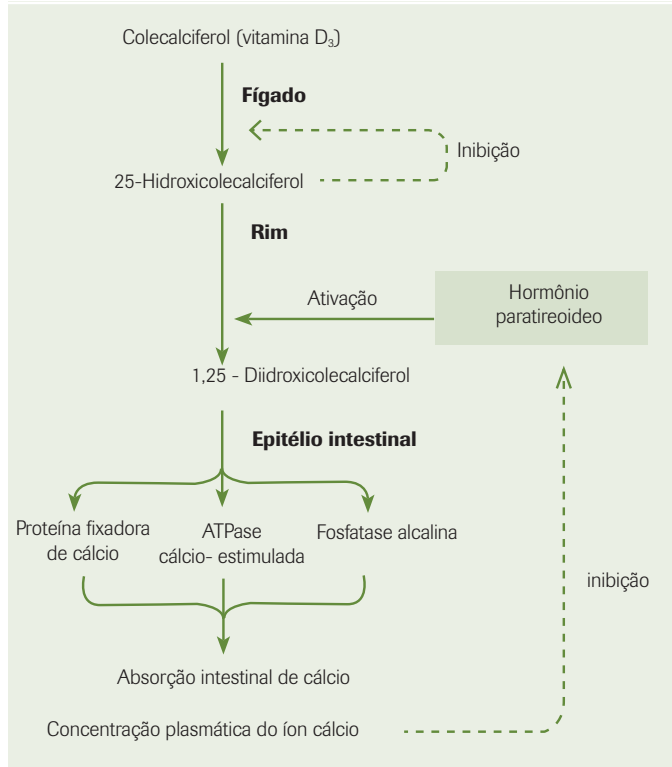 Colecalciferol (vitamina D₃)
Fígado
Inibição
25-Hidroxicolecalciferol
Rim
Ativação
Hormônio
paratireoideo
1,25 - Diidroxicolecalciferol
Epitélio intestinal
Proteína fixadora
de cálcio
ATPase
cálcio- estimulada
Fosfatase alcalina
inibição
Absorção intestinal de cálcio
Concentração plasmática do íon cálcio